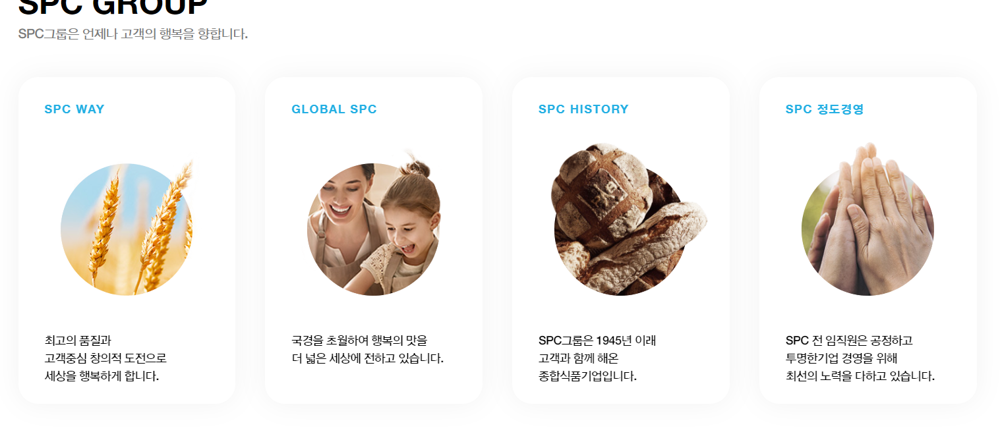 SPC GROUP
SPC그룹은 언제나 고객의 행복을 향합니다.
SPC WAY
최고의 품질과
고객중심 창의적 도전으로
세상을 행복하게 합니다.
GLOBAL SPC
국경을 초월하여 행복의 맛을
더 넓은 세상에 전하고 있습니다.
SPC HISTORY
SPC그룹은 1945년 이래
고객과 함께 해온
종합식품기업입니다.
SPC 정도경영
SPC 전 임직원은 공정하고
투명한기업 경영을 위해
최선의 노력을 다하고 있습니다.